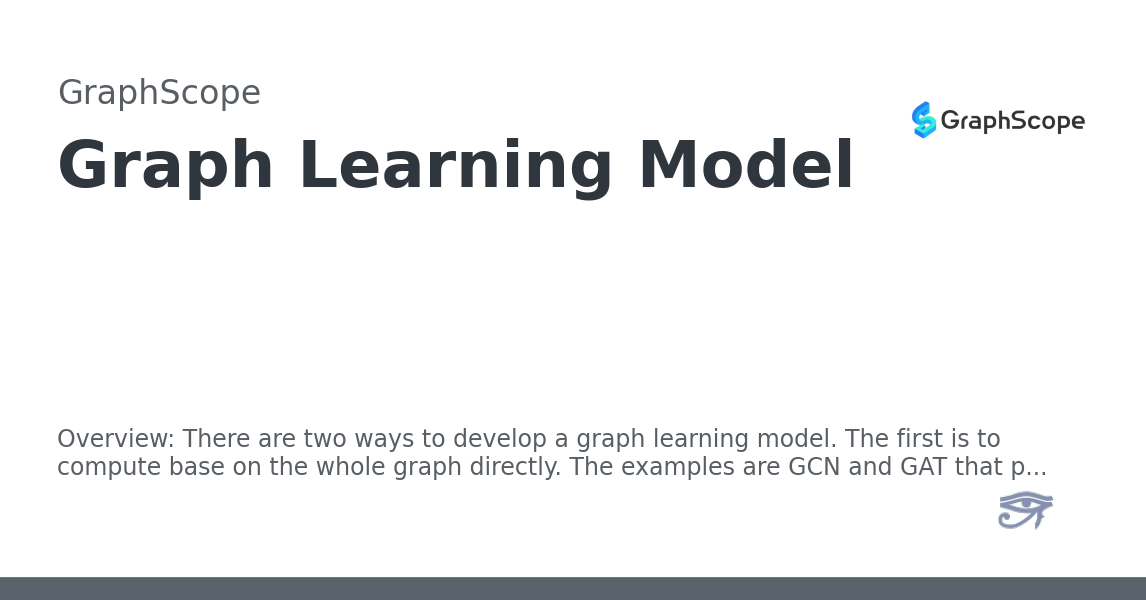 GraphScope
GraphScope
Graph Learning Model
Overview: There are two ways to develop a graph learning model. The first is to
compute base on the whole graph directly. The examples are GCN and GAT that p...